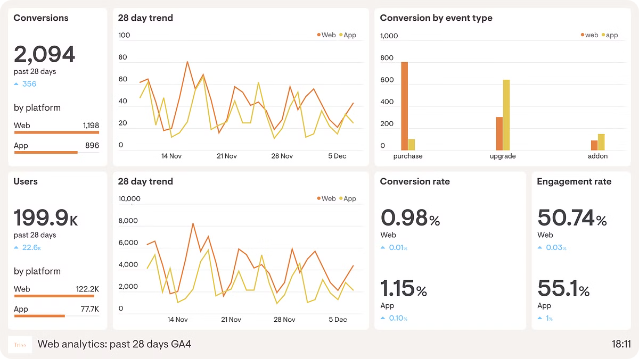 Conversions
2,094
past 28 days
366
by platform
Web 1,198
App 896
28 day trend
100
Web App
80
60
40
20
0
14 Nov 21 Nov 28 Nov 5 Dec
Conversion by event type
1,000
web app
800
600
400
200
0
purchase upgrade addon
Users
199.9K
past 28 days
22.6K
by platform
Web 122.2K
App 77.7K
28 day trend
10,000
Web App
8,000
6,000
4,000
2,000
0
14 Nov 21 Nov 28 Nov 5 Dec
Conversion rate
0.98%
Web
0.01%
1.15%
App
0.10%
Engagement rate
50.74%
Web
0.03%
55.1%
App
1%
Web analytics: past 28 days GA4
18:11